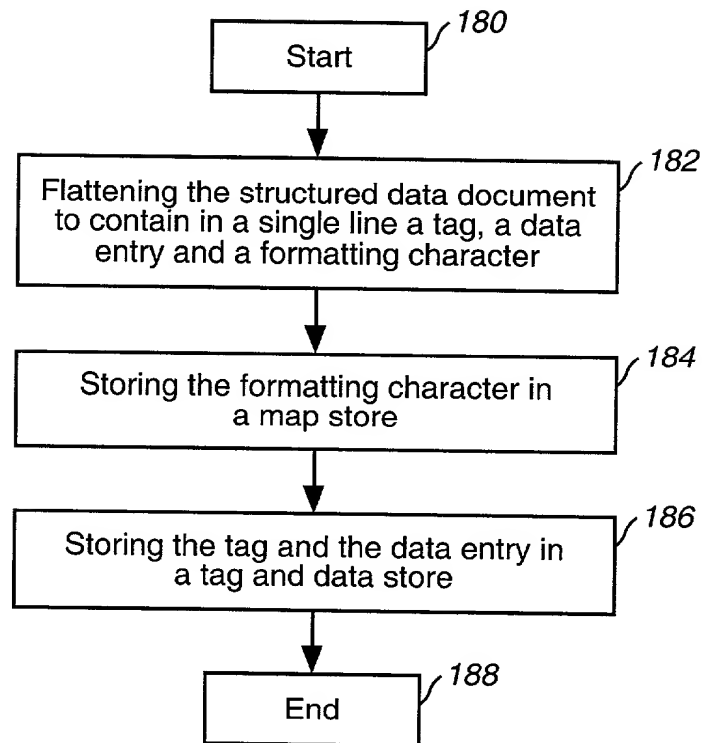 180
Start
182
Flattening the structured data document
to contain in a single line a tag, a data
entry and a formatting character
184
Storing the formatting character in
a map store
186
Storing the tag and the data entry in
a tag and data store
188
End